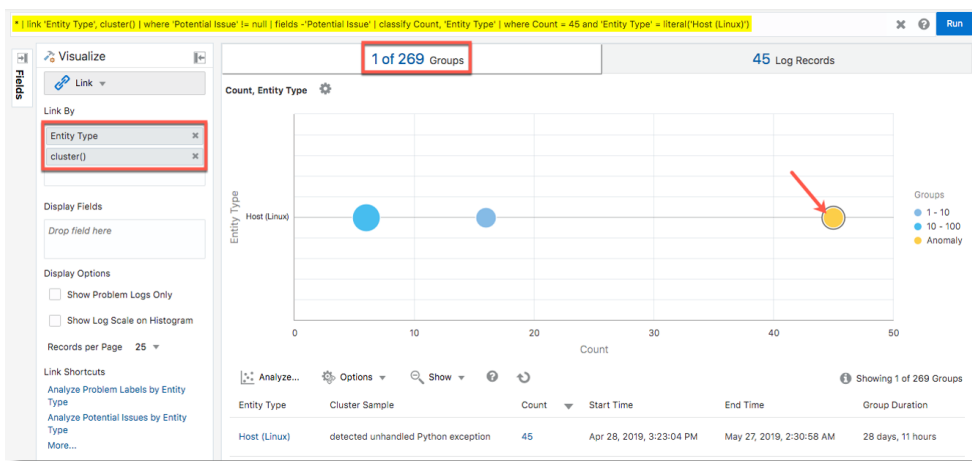 * | link 'Entity Type', cluster() | where 'Potential Issue' != null | fields -'Potential Issue' | classify Count, 'Entity Type' | where Count = 45 and 'Entity Type' = literal('Host (Linux)')
Run
Fields
Visualize
Link
Link By
Entity Type
cluster()
Display Fields
Drop field here
Display Options
Show Problem Logs Only
Show Log Scale on Histogram
Records per Page 25
Link Shortcuts
Analyze Problem Labels by Entity
Type
Analyze Potential Issues by Entity
Type
More...
1 of 269 Groups
45 Log Records
Count, Entity Type
Entity Type
Host (Linux)
0 10 20 30 40 50
Count
Groups
1 - 10
10 - 100
Anomaly
Analyze... Options Show
Showing 1 of 269 Groups
Entity Type Cluster Sample Count Start Time End Time Group Duration
Host (Linux) detected unhandled Python exception 45 Apr 28, 2019, 3:23:04 PM May 27, 2019, 2:30:58 AM 28 days, 11 hours